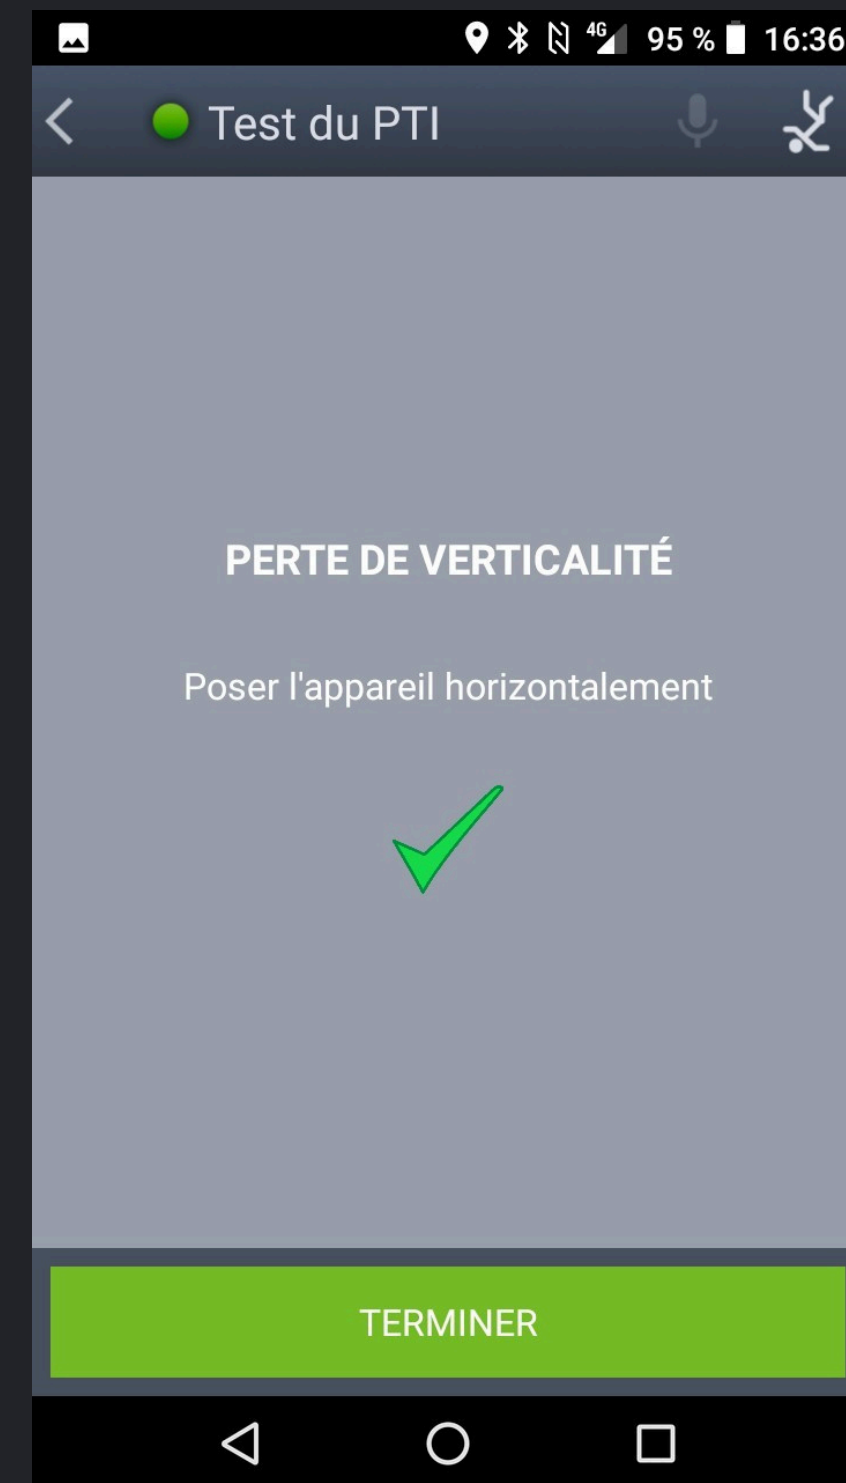 4G 95 % 16:36
Test du PTI
PERTE DE VERTICALITÉ
Poser l'appareil horizontalement
TERMINER